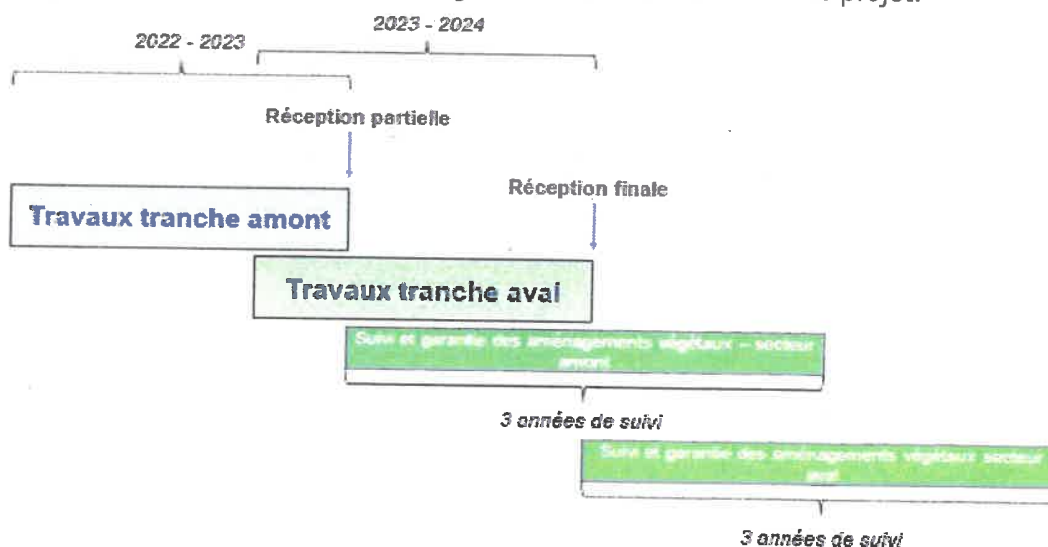 projet.
2023 - 2024
2022 - 2023
Réception partielle
Réception finale
Travaux tranche amont
Travaux tranche aval
Suivi et garantie des aménagements végétaux – secteur
amont
3 années de suivi
Suivi et garantie des aménagements végétaux secteur
aval
3 années de suivi